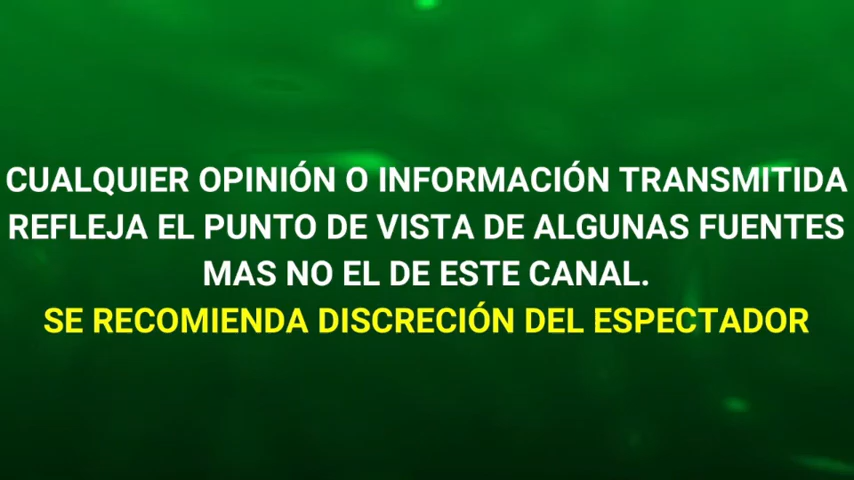 CUALQUIER OPINIÓN O INFORMACIÓN TRANSMITIDA
REFLEJA EL PUNTO DE VISTA DE ALGUNAS FUENTES
MAS NO EL DE ESTE CANAL.
SE RECOMIENDA DISCRECIÓN DEL ESPECTADOR